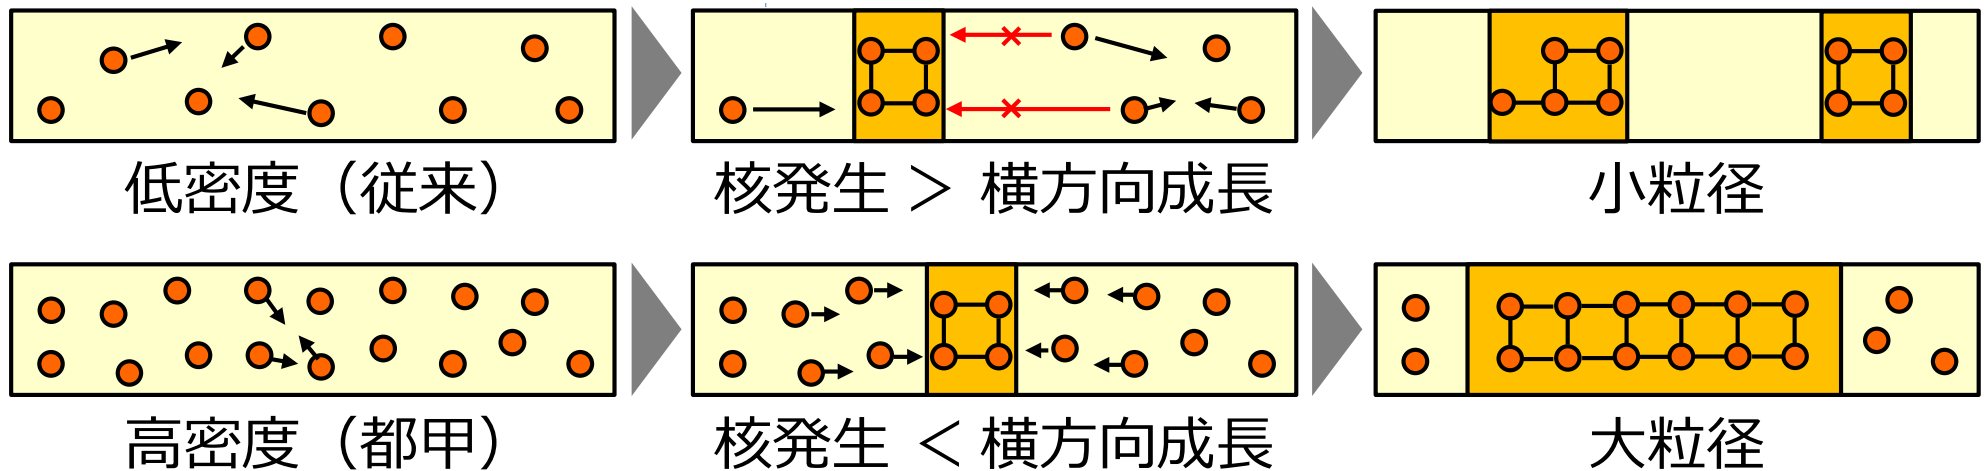 低密度（従来）
核発生 ＞ 横方向成長
小粒径
高密度（都甲）
核発生 ＜ 横方向成長
大粒径